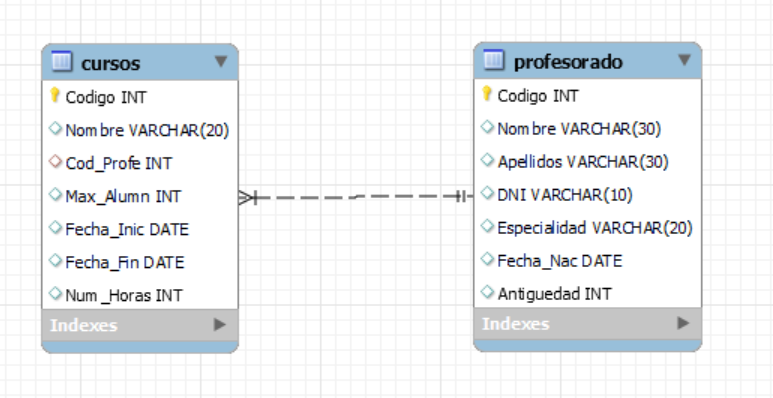 cursos
Codigo INT
Nombre VARCHAR(20)
Cod_Profe INT
Max_Alumn INT
Fecha_Inic DATE
Fecha_Fin DATE
Num_Horas INT
Indexes
profesorado
Codigo INT
Nombre VARCHAR(30)
Apellidos VARCHAR(30)
DNI VARCHAR(10)
Especialidad VARCHAR(20)
Fecha_Nac DATE
Antiguedad INT
Indexes